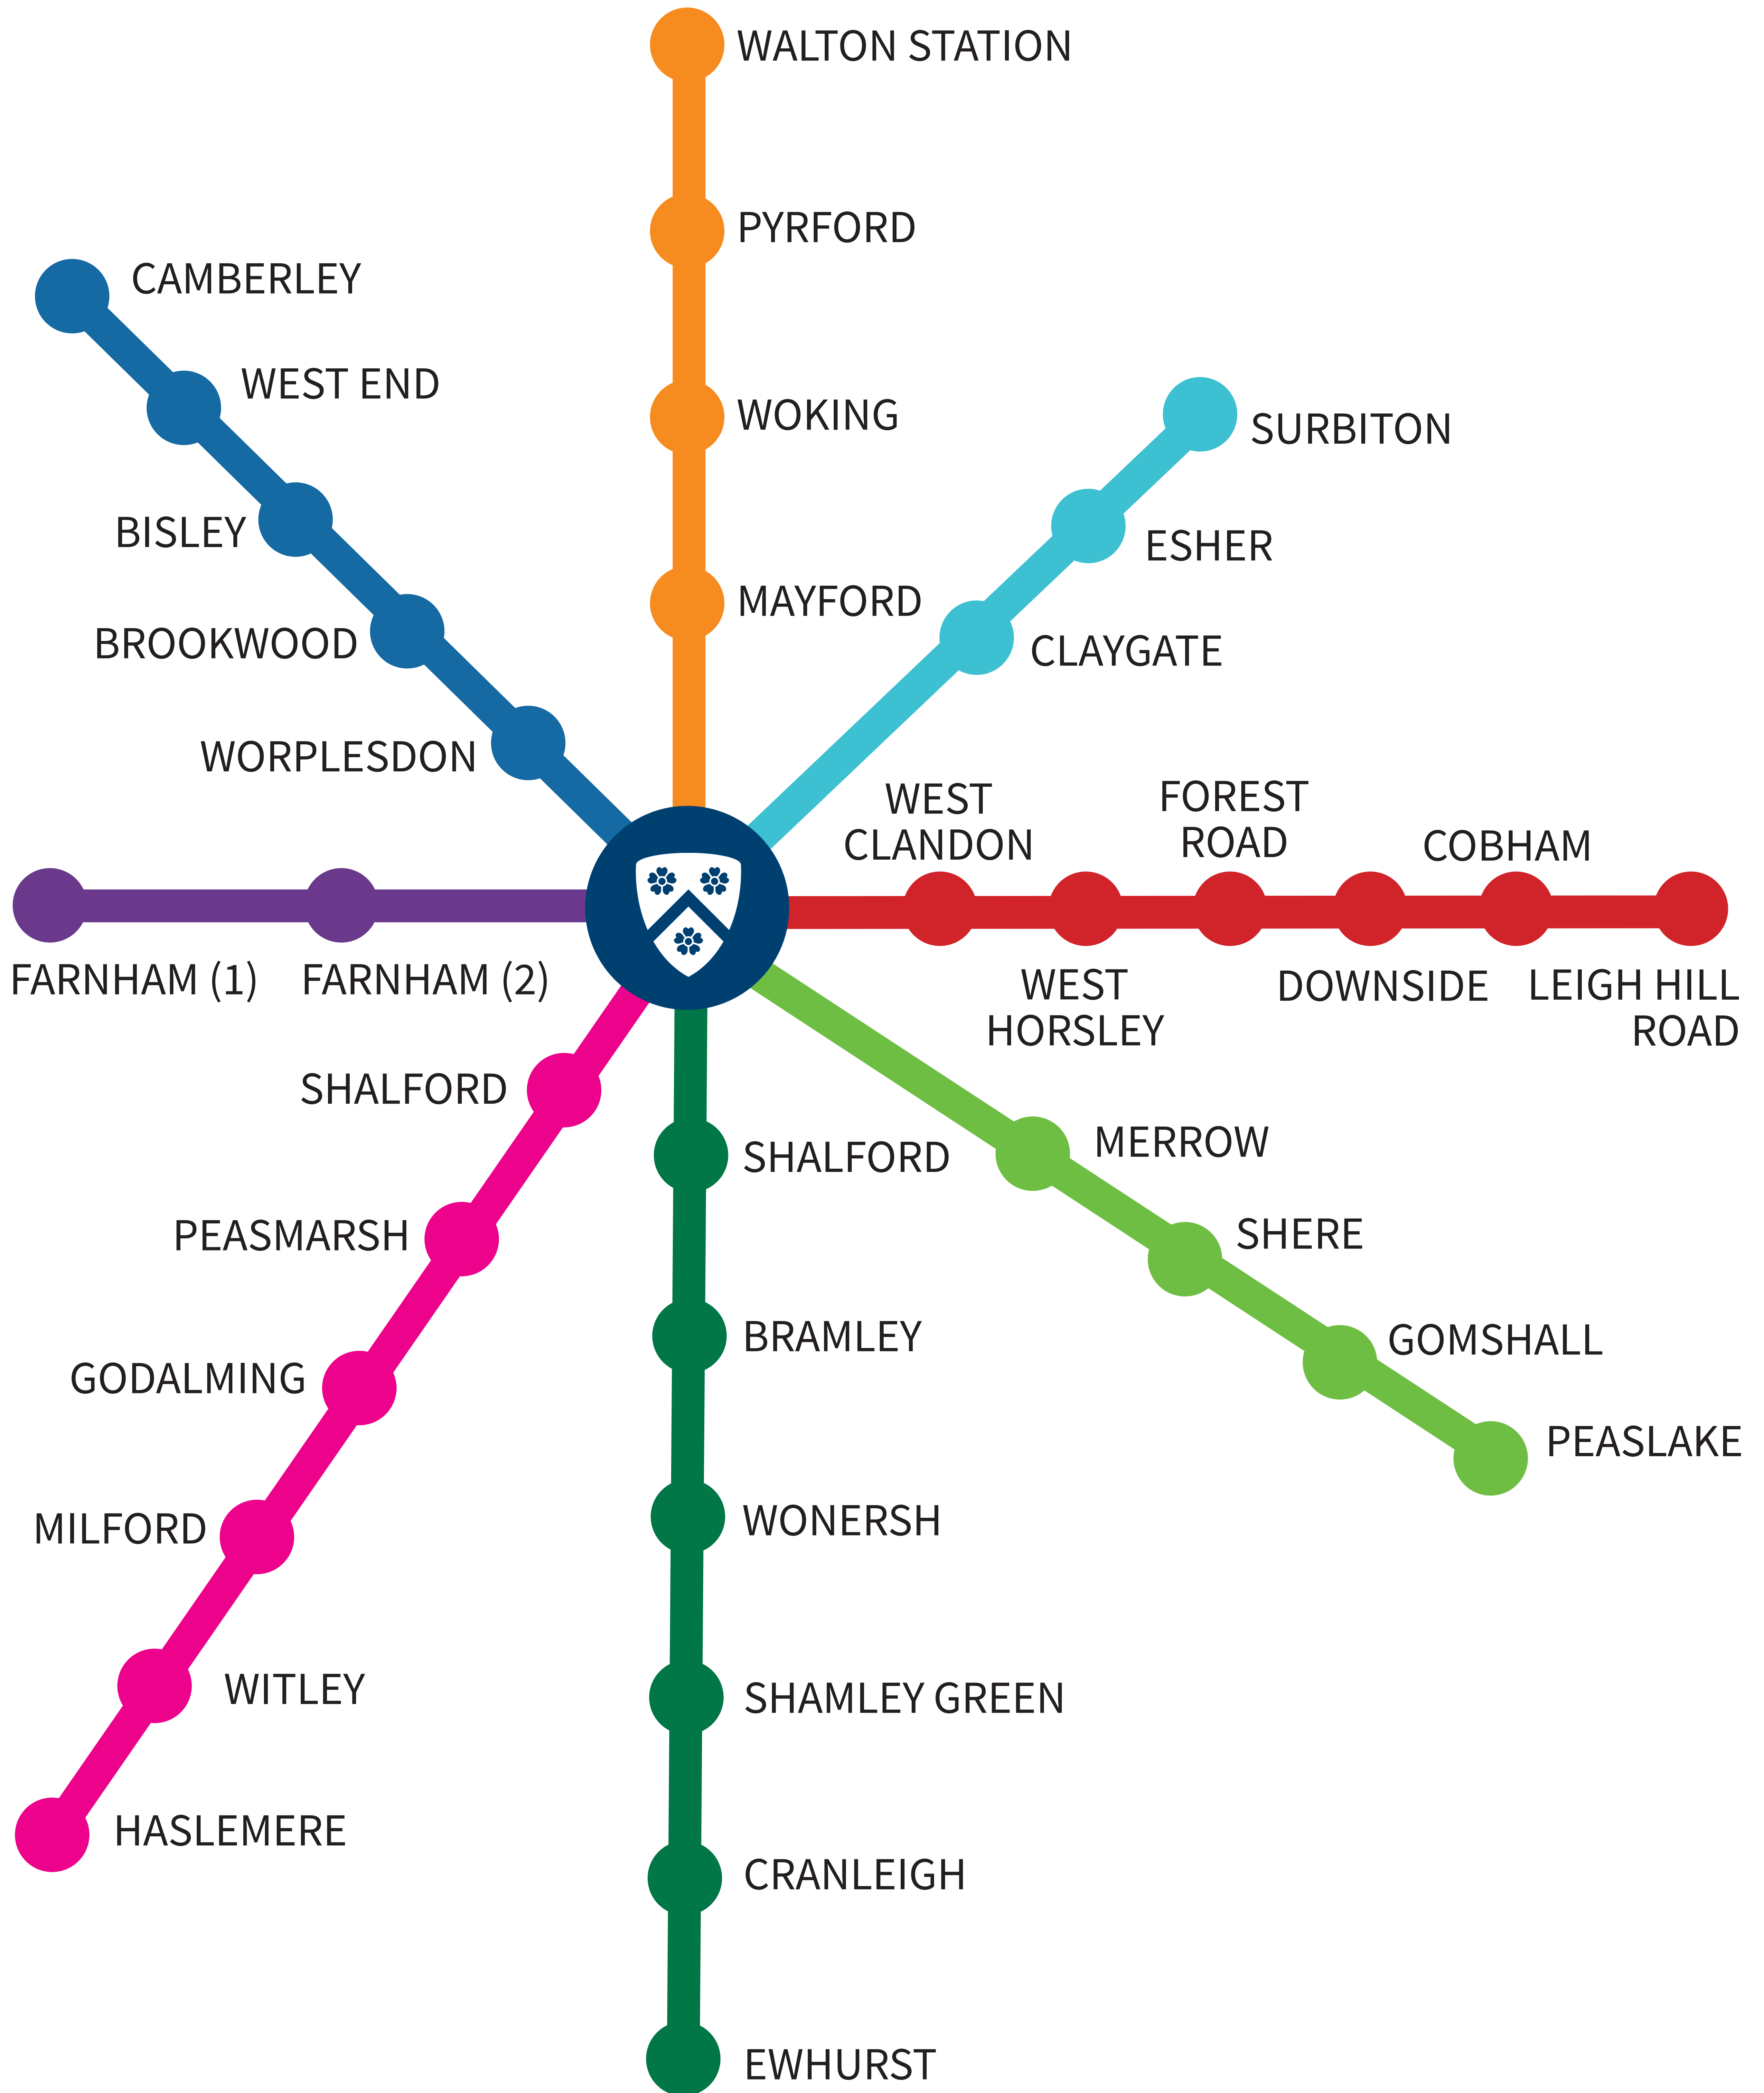 WALTON STATION
PYRFORD
WOKING
MAYFORD
CAMBERLEY
WEST END
BISLEY
BROOKWOOD
WORPLESDON
SURBITON
ESHER
CLAYGATE
WEST
CLANDON
FOREST
ROAD
COBHAM
WEST
HORSLEY
DOWNSIDE
LEIGH HILL
ROAD
FARNHAM (1)
FARNHAM (2)
SHALFORD
PEASMARSH
GODALMING
MILFORD
WITLEY
HASLEMERE
SHALFORD
BRAMLEY
WONERSH
SHAMLEY GREEN
CRANLEIGH
EWHURST
MERROW
SHERE
GOMSHALL
PEASLAKE